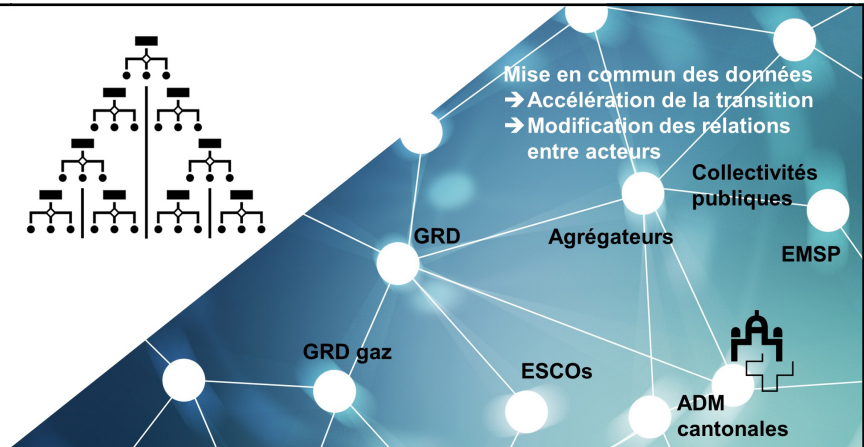 Mise en commun des données
➔ Accélération de la transition
➔ Modification des relations
entre acteurs
Collectivités
publiques
GRD
Agrégateurs
EMSP
GRD gaz
ESCOs
ADM
cantonales